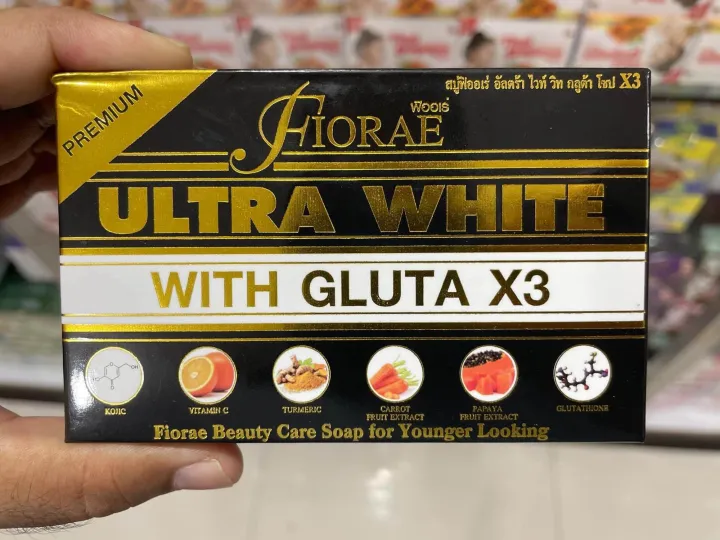 PREMIUM
สบู่ฟิออเร่ อัลตร้า ไวท์ วิท กลูต้า โซป X3
ฟิออเร่
FIORAE
ULTRA WHITE
WITH GLUTA X3
KOJIC
VITAMIN C
TURMERIC
CARROT
FRUIT EXTRACT
PAPAYA
FRUIT EXTRACT
GLUTATHIONE
Fiorae Beauty Care Soap for Younger Looking